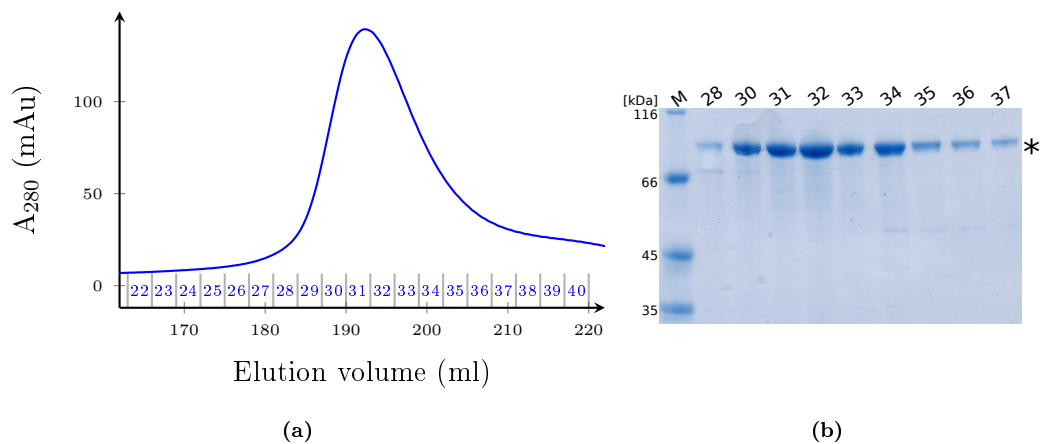 A280 (mAu)
100
50
0
22 23 24 25 26 27 28 29 30 31 32 33 34 35 36 37 38 39 40
170 180 190 200 210 220
Elution volume (ml)
(a)
[kDa] M 28 30 31 32 33 34 35 36 37
116
*
66
45
35
(b)